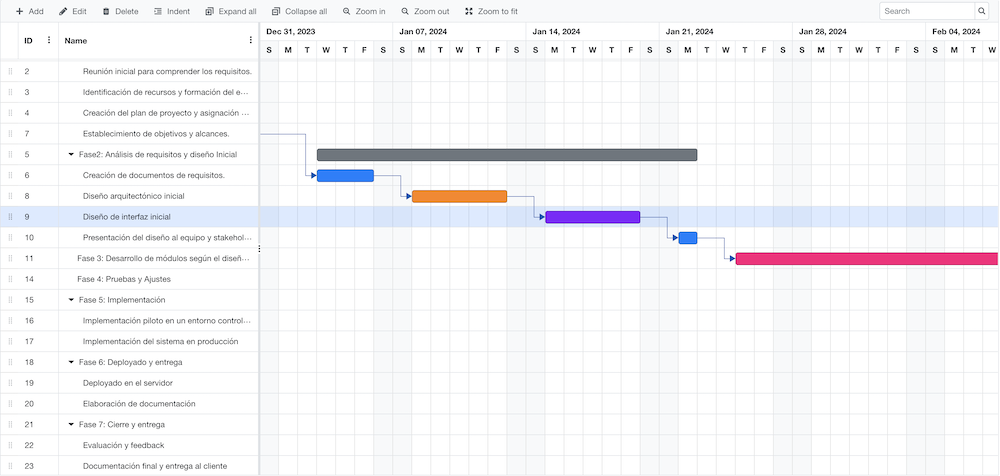 Add Edit Delete Indent Expand all Collapse all Zoom in Zoom out Zoom to fit Search
ID Name Dec 31, 2023 Jan 07, 2024 Jan 14, 2024 Jan 21, 2024 Jan 28, 2024 Feb 04, 2024
S M T W T F S S M T W T F S S M T W T F S S M T W T F S S M T W T F S S M T W
2 Reunión inicial para comprender los requisitos.
3 Identificación de recursos y formación del e...
4 Creación del plan de proyecto y asignación ...
7 Establecimiento de objetivos y alcances.
5 Fase2: Análisis de requisitos y diseño Inicial
6 Creación de documentos de requisitos.
8 Diseño arquitectónico inicial
9 Diseño de interfaz inicial
10 Presentación del diseño al equipo y stakehol...
11 Fase 3: Desarrollo de módulos según el diseñ...
14 Fase 4: Pruebas y Ajustes
15 Fase 5: Implementación
16 Implementación piloto en un entorno control...
17 Implementación del sistema en producción
18 Fase 6: Deployado y entrega
19 Deployado en el servidor
20 Elaboración de documentación
21 Fase 7: Cierre y entrega
22 Evaluación y feedback
23 Documentación final y entrega al cliente